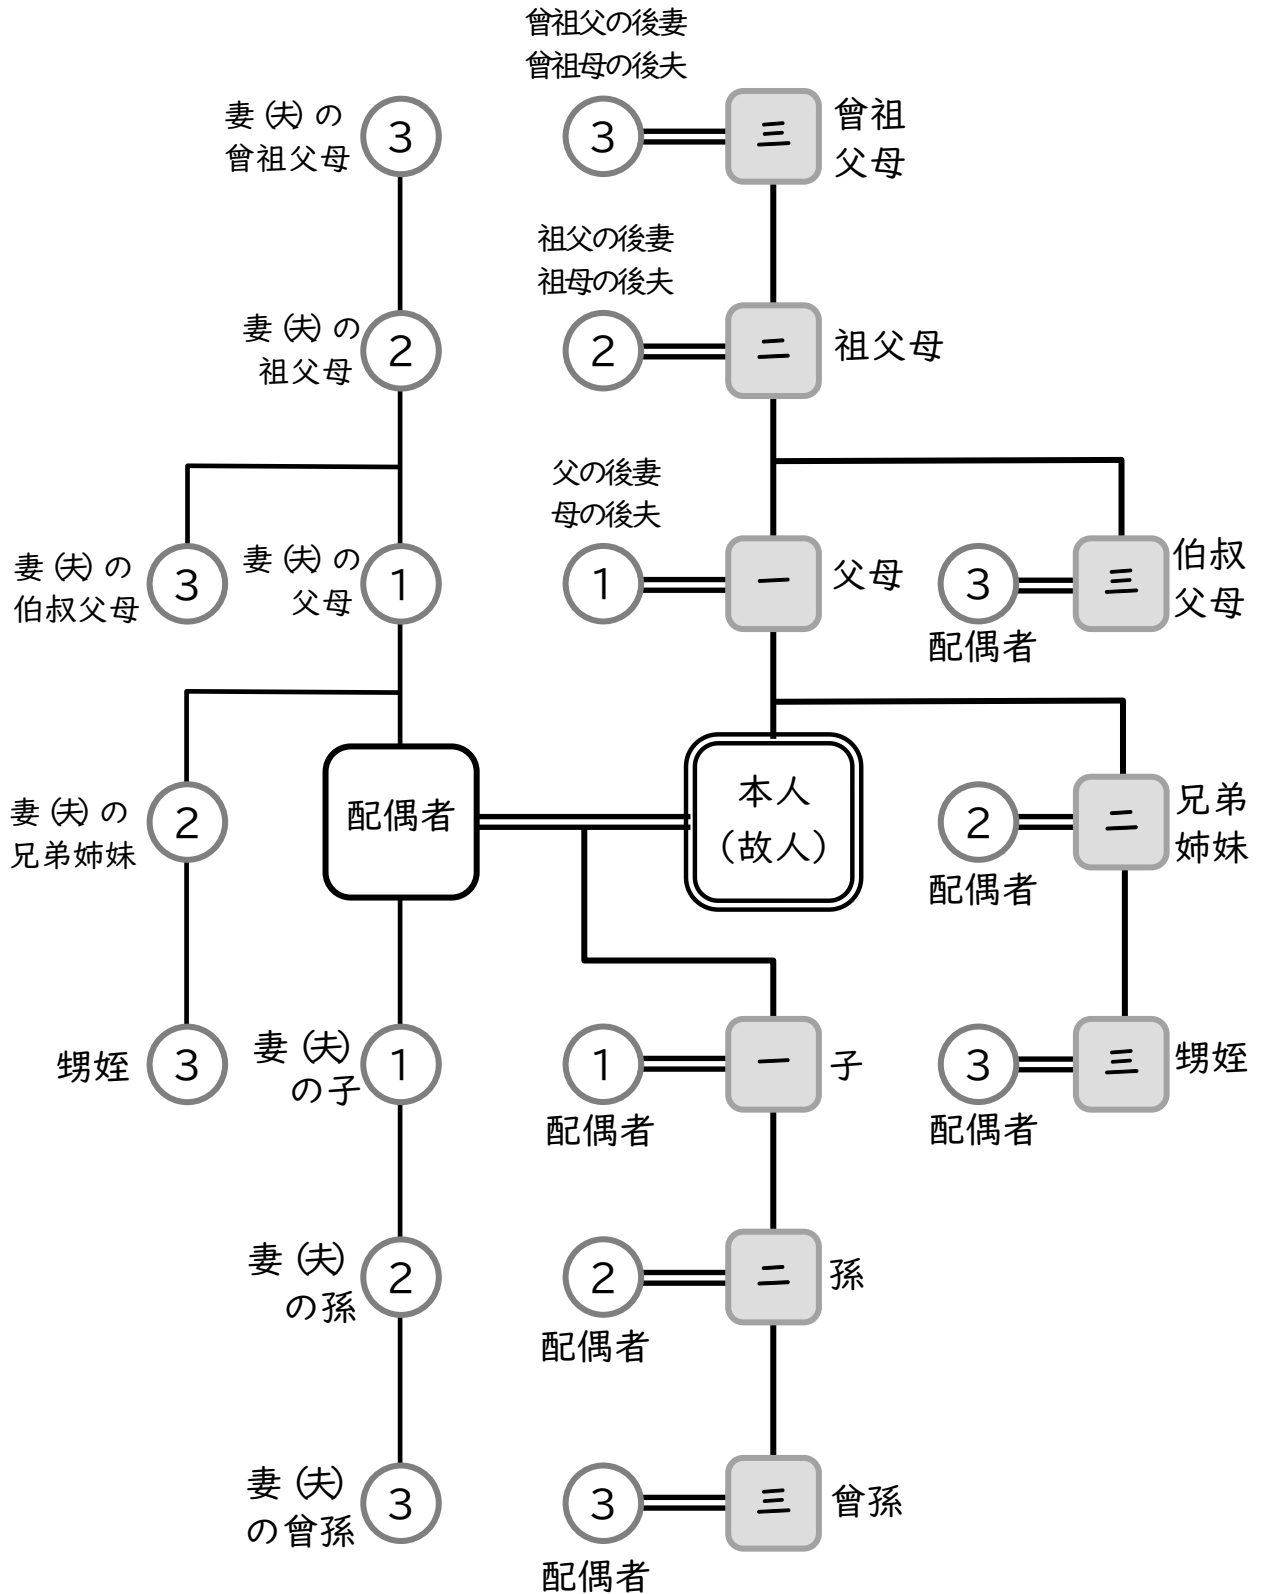 曾祖父の後妻
曾祖母の後夫
妻(夫)の
曾祖父母
3
3
三
曾祖
父母
祖父の後妻
祖母の後夫
妻(夫)の
祖父母
2
2
二
祖父母
父の後妻
母の後夫
妻(夫)の
伯叔父母
3
妻(夫)の
父母
1
1
一
父母
3
配偶者
三
伯叔
父母
妻(夫)の
兄弟姉妹
2
配偶者
本人
(故人)
2
配偶者
二
兄弟
姉妹
甥姪
3
妻(夫)
の子
1
1
配偶者
一
子
3
配偶者
三
甥姪
妻(夫)
の孫
2
2
配偶者
二
孫
妻(夫)
の曾孫
3
3
配偶者
三
曾孫